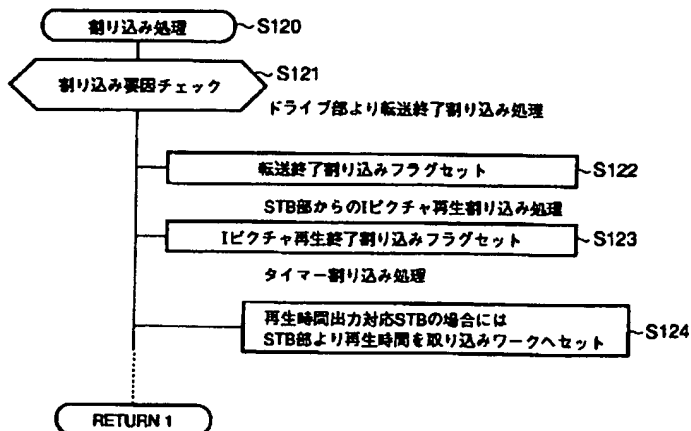 割り込み処理
S120
割り込み要因チェック
S121
ドライブ部より転送終了割り込み処理
転送終了割り込みフラグセット
S122
STB部からのIピクチャ再生割り込み処理
Iピクチャ再生終了割り込みフラグセット
S123
タイマー割り込み処理
再生時間出力対応STBの場合には
STB部より再生時間を取り込みワークへセット
S124
RETURN 1